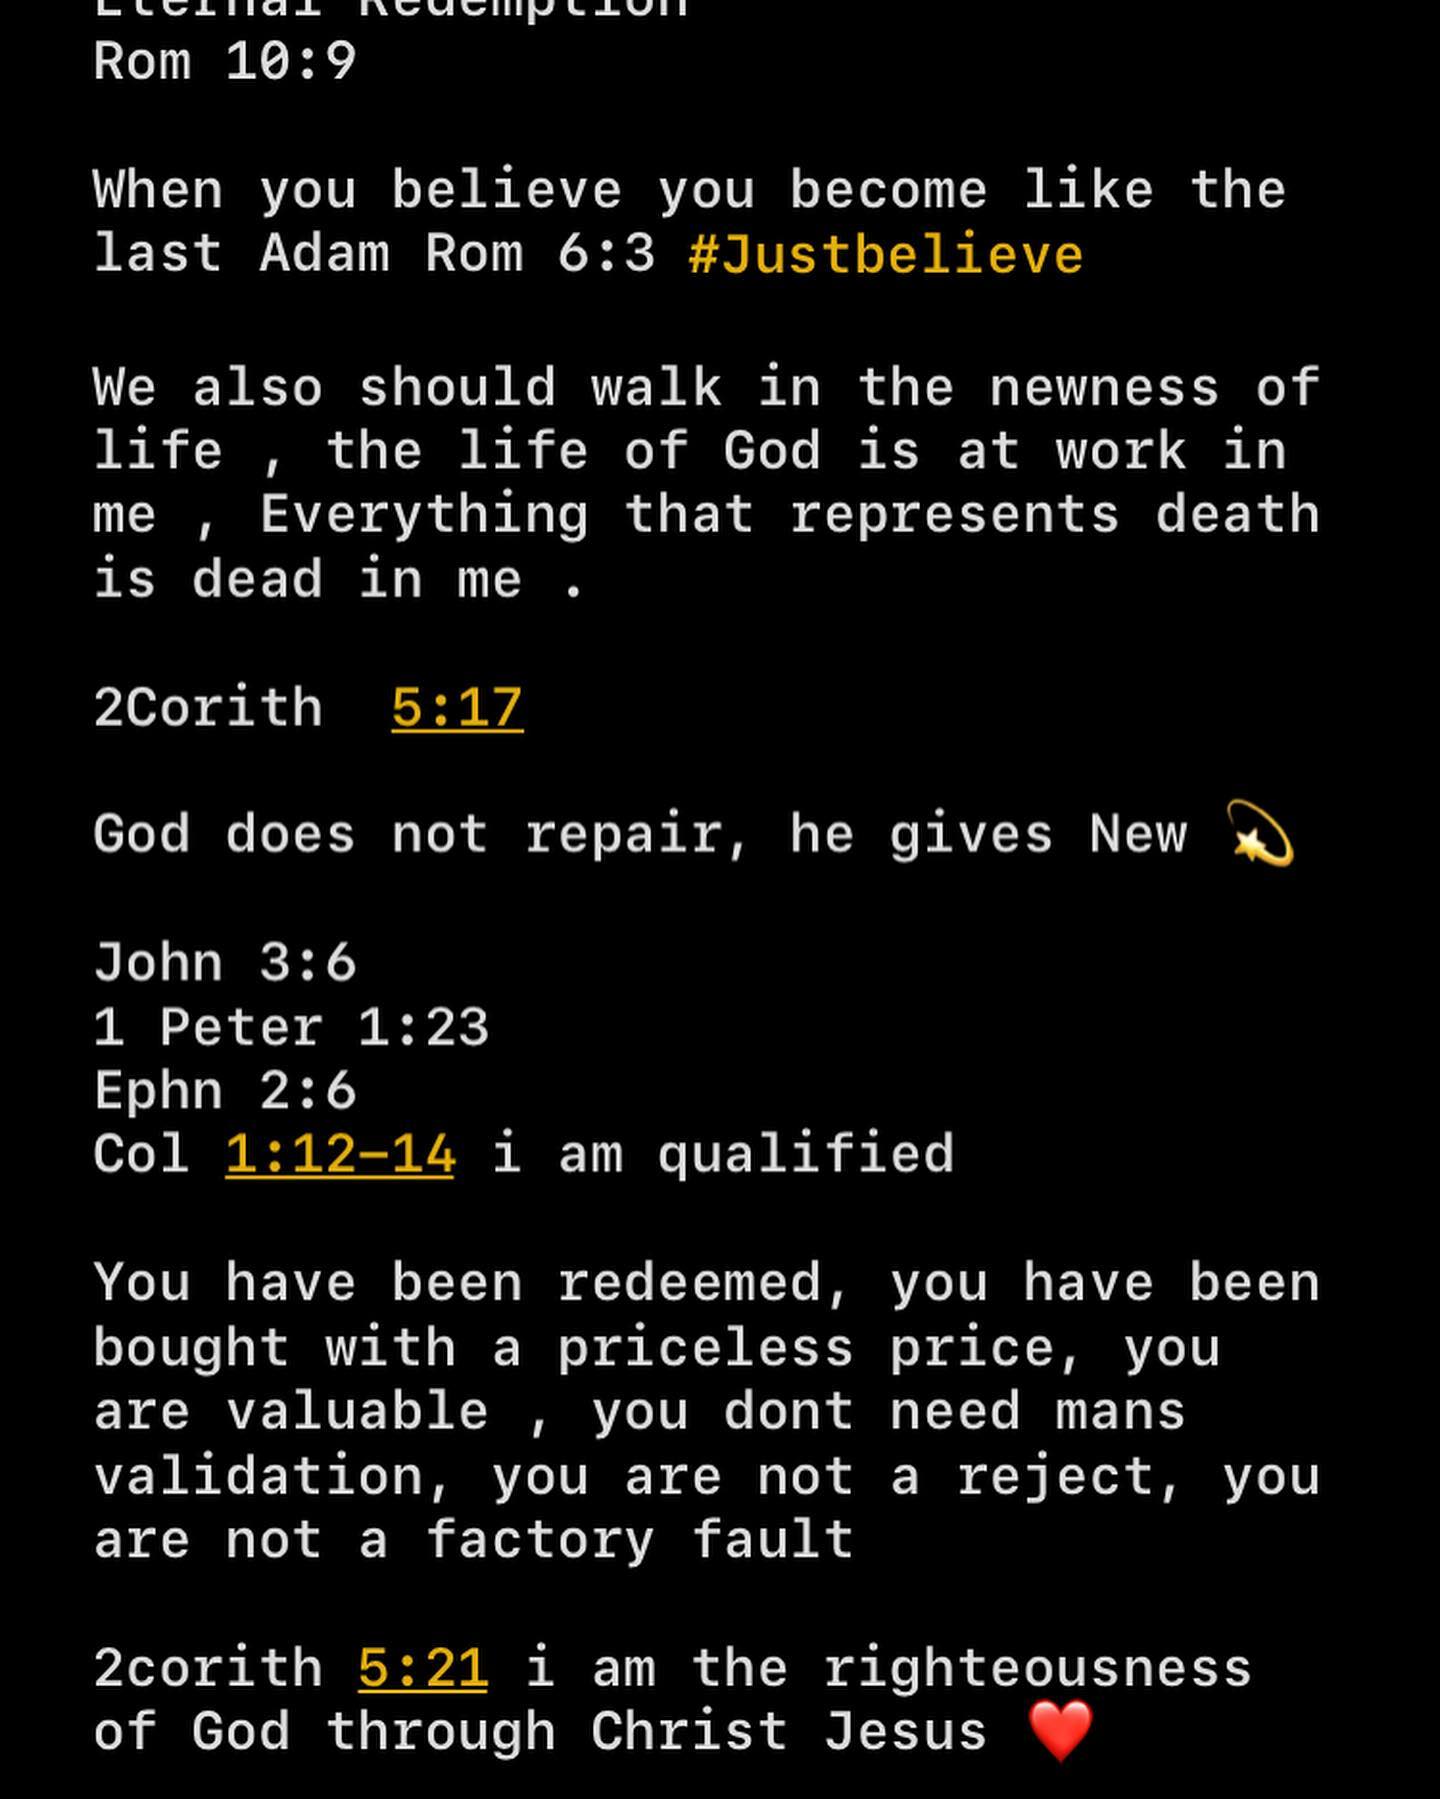 Eternal Redemption
Rom 10:9
When you believe you become like the
last Adam Rom 6:3 #Justbelieve
We also should walk in the newness of
life , the life of God is at work in
me , Everything that represents death
is dead in me .
2Corith  5:17
God does not repair, he gives New 💫
John 3:6
1 Peter 1:23
Ephn 2:6
Col 1:12–14 i am qualified
You have been redeemed, you have been
bought with a priceless price, you
are valuable , you dont need mans
validation, you are not a reject, you
are not a factory fault
2corith 5:21 i am the righteousness
of God through Christ Jesus ❤️